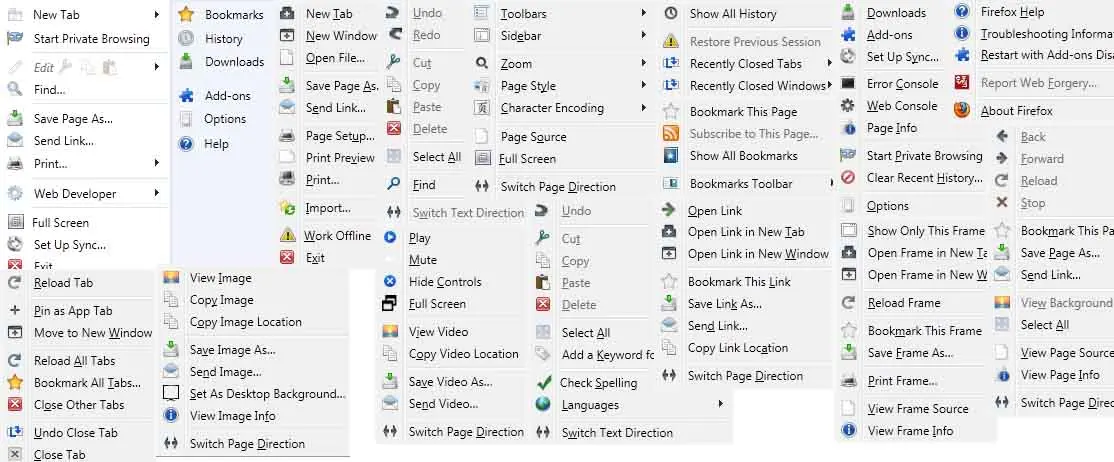 New Tab
Start Private Browsing
Edit
Find...
Save Page As...
Send Link...
Print...
Web Developer
Full Screen
Set Up Sync...
Exit
Bookmarks
History
Downloads
Add-ons
Options
Help
New Tab
New Window
Open File...
Save Page As.
Send Link...
Page Setup...
Print Preview
Print...
Import...
Work Offline
Exit
Undo
Redo
Cut
Copy
Paste
Delete
Select All
Find
Switch Text Direction
Toolbars
Sidebar
Zoom
Page Style
Character Encoding
Page Source
Full Screen
Switch Page Direction
Show All History
Restore Previous Session
Recently Closed Tabs
Recently Closed Windows
Bookmark This Page
Subscribe to This Page...
Show All Bookmarks
Bookmarks Toolbar
Downloads
Add-ons
Set Up Sync...
Error Console
Web Console
Page Info
Start Private Browsing
Clear Recent History...
Options
Firefox Help
Troubleshooting Informa
Restart with Add-ons Disa
Report Web Forgery...
About Firefox
Back
Forward
Reload
Stop
Bookmark This Pa
Save Page As...
Send Link...
View Background
Select All
View Page Source
View Page Info
Switch Page Direc
Reload Tab
Pin as App Tab
Move to New Window
Reload All Tabs
Bookmark All Tabs...
Close Other Tabs
Undo Close Tab
Close Tab
View Image
Copy Image
Copy Image Location
Save Image As...
Send Image...
Set As Desktop Background...
View Image Info
Switch Page Direction
Play
Mute
Hide Controls
Full Screen
View Video
Copy Video Location
Save Video As...
Send Video...
Switch Page Direction
Undo
Cut
Copy
Paste
Delete
Select All
Add a Keyword fo
Check Spelling
Languages
Switch Text Direction
Open Link
Open Link in New Tab
Open Link in New Window
Bookmark This Link
Save Link As...
Send Link...
Copy Link Location
Switch Page Direction
Show Only This Frame
Open Frame in New Ta
Open Frame in New W
Reload Frame
Bookmark This Frame
Save Frame As...
Print Frame...
View Frame Source
View Frame Info